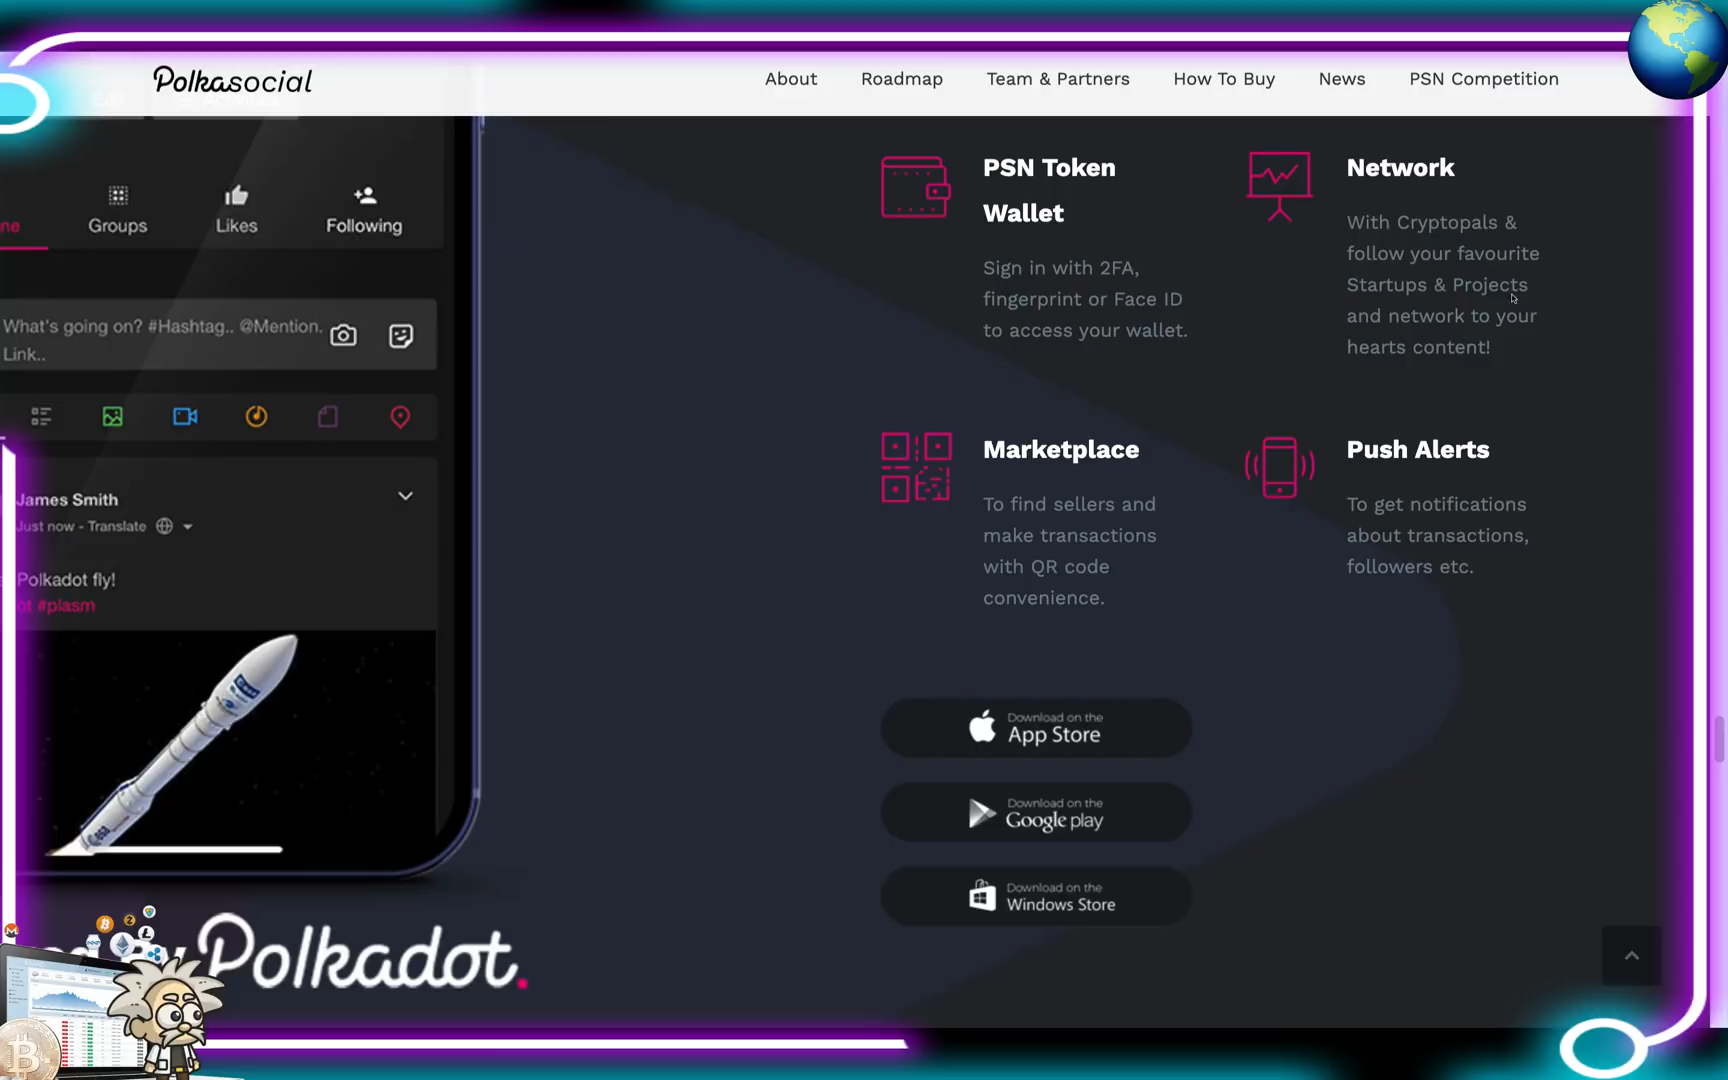 Polkasocial
About Roadmap Team & Partners How To Buy News PSN Competition
Groups Likes Following
What's going on? #Hashtag.. @Mention.
Link..
James Smith
Just now - Translate
Polkadot fly!
#plasm
Polkadot.
PSN Token
Wallet
Sign in with 2FA,
fingerprint or Face ID
to access your wallet.
Network
With Cryptopals &
follow your favourite
Startups & Projects
and network to your
hearts content!
Marketplace
To find sellers and
make transactions
with QR code
convenience.
Push Alerts
To get notifications
about transactions,
followers etc.
Download on the
App Store
Download on the
Google play
Download on the
Windows Store